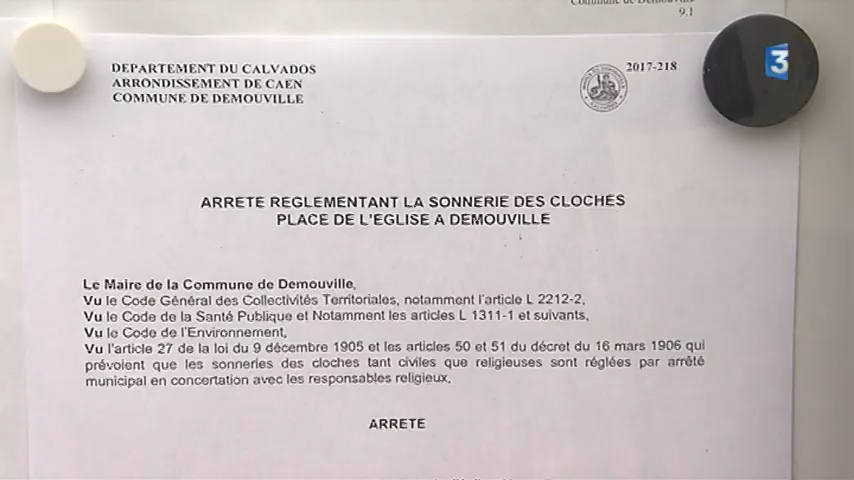 9.1
3
DEPARTEMENT DU CALVADOS
ARRONDISSEMENT DE CAEN
COMMUNE DE DEMOUVILLE
2017-218
ARRETE REGLEMENTANT LA SONNERIE DES CLOCHES
PLACE DE L'EGLISE A DEMOUVILLE
Le Maire de la Commune de Demouville,
Vu le Code Général des Collectivités Territoriales, notamment l'article L 2212-2,
Vu le Code de la Santé Publique et Notamment les articles L 1311-1 et suivants,
Vu le Code de l'Environnement,
Vu l'article 27 de la loi du 9 décembre 1905 et les articles 50 et 51 du décret du 16 mars 1906 qui
prévoient que les sonneries des cloches tant civiles que religieuses sont réglées par arrêté
municipal en concertation avec les responsables religieux,
ARRETE